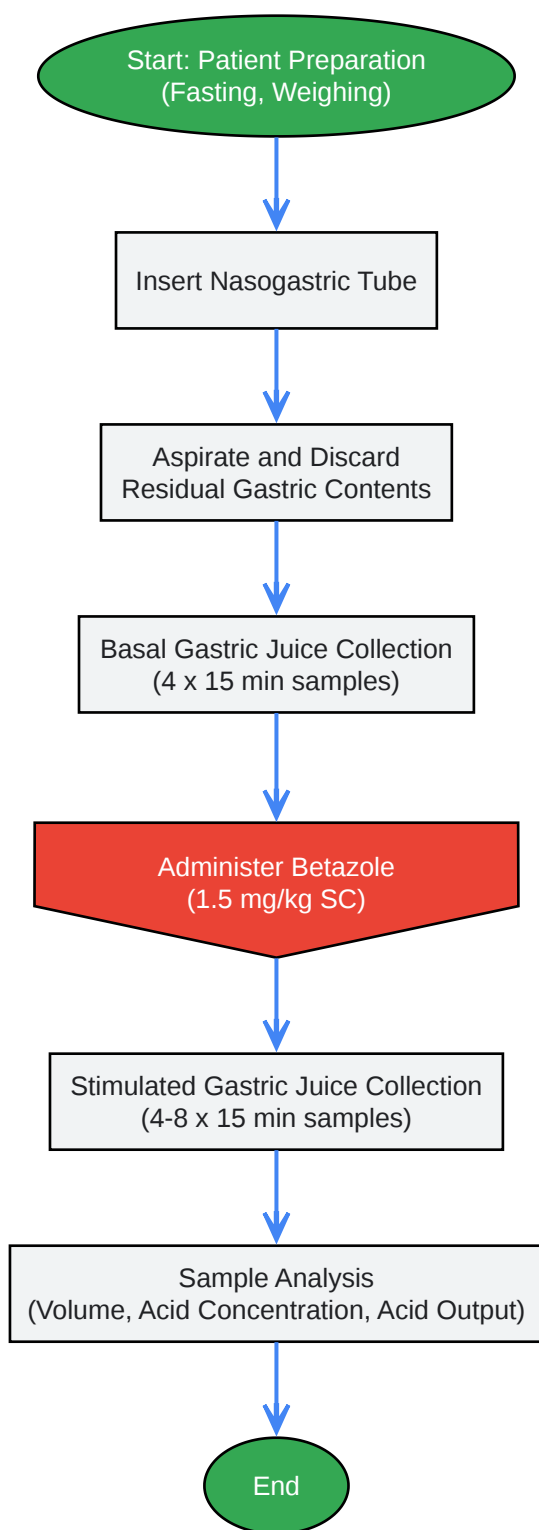 Start: Patient Preparation
(Fasting, Weighing)
Insert Nasogastric Tube
Aspirate and Discard
Residual Gastric Contents
Basal Gastric Juice Collection
(4 x 15 min samples)
Administer Betazole
(1.5 mg/kg SC)
Stimulated Gastric Juice Collection
(4-8 x 15 min samples)
Sample Analysis
(Volume, Acid Concentration, Acid Output)
End